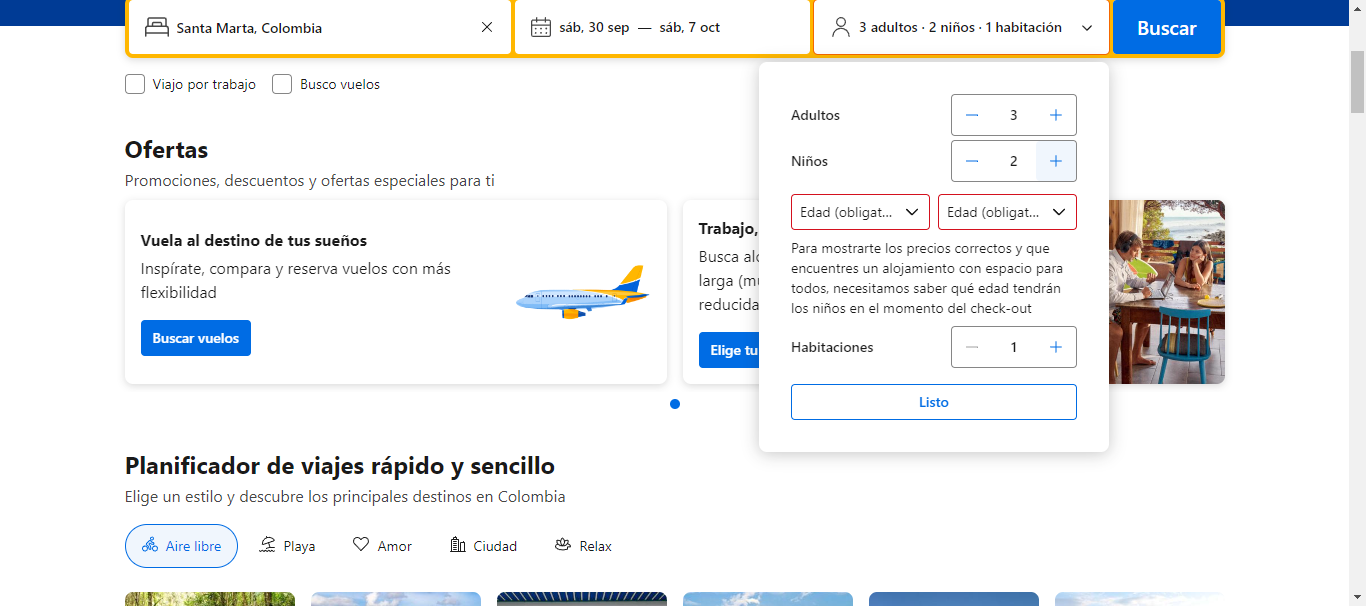 Santa Marta, Colombia
sáb, 30 sep — sáb, 7 oct
3 adultos · 2 niños · 1 habitación
Buscar
Viajo por trabajo
Busco vuelos
Adultos
3
Niños
2
Edad (obligat...
Edad (obligat...
Para mostrarte los precios correctos y que
encuentres un alojamiento con espacio para
todos, necesitamos saber qué edad tendrán
los niños en el momento del check-out
Habitaciones
1
Listo
Ofertas
Promociones, descuentos y ofertas especiales para ti
Vuela al destino de tus sueños
Inspírate, compara y reserva vuelos con más
flexibilidad
Buscar vuelos
Trabajo,
Busca
larga
reducida
Elige tu
Planificador de viajes rápido y sencillo
Elige un estilo y descubre los principales destinos en Colombia
Aire libre
Playa
Amor
Ciudad
Relax